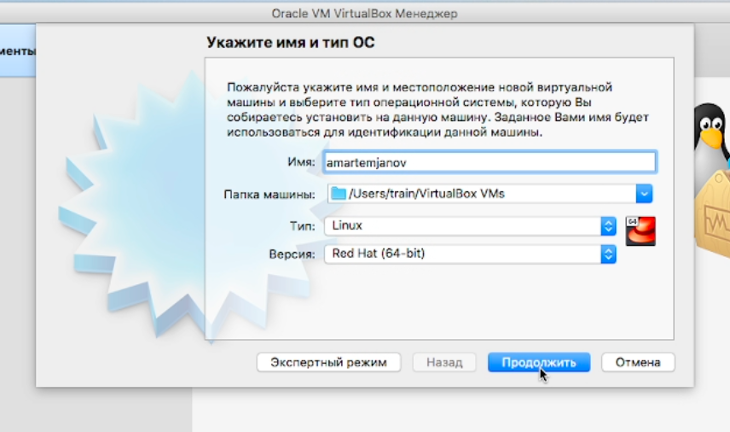 Oracle VM VirtualBox Менеджер
менты
Укажите имя и тип ОС
Пожалуйста укажите имя и местоположение новой виртуальной
машины и выберите тип операционной системы, которую Вы
собираетесь установить на данную машину. Заданное Вами имя будет
использоваться для идентификации данной машины.
Имя: amartemjanov
Папка машины: /Users/train/VirtualBox VMs
Тип: Linux
64
Версия: Red Hat (64-bit)
Экспертный режим Назад Продолжить Отмена